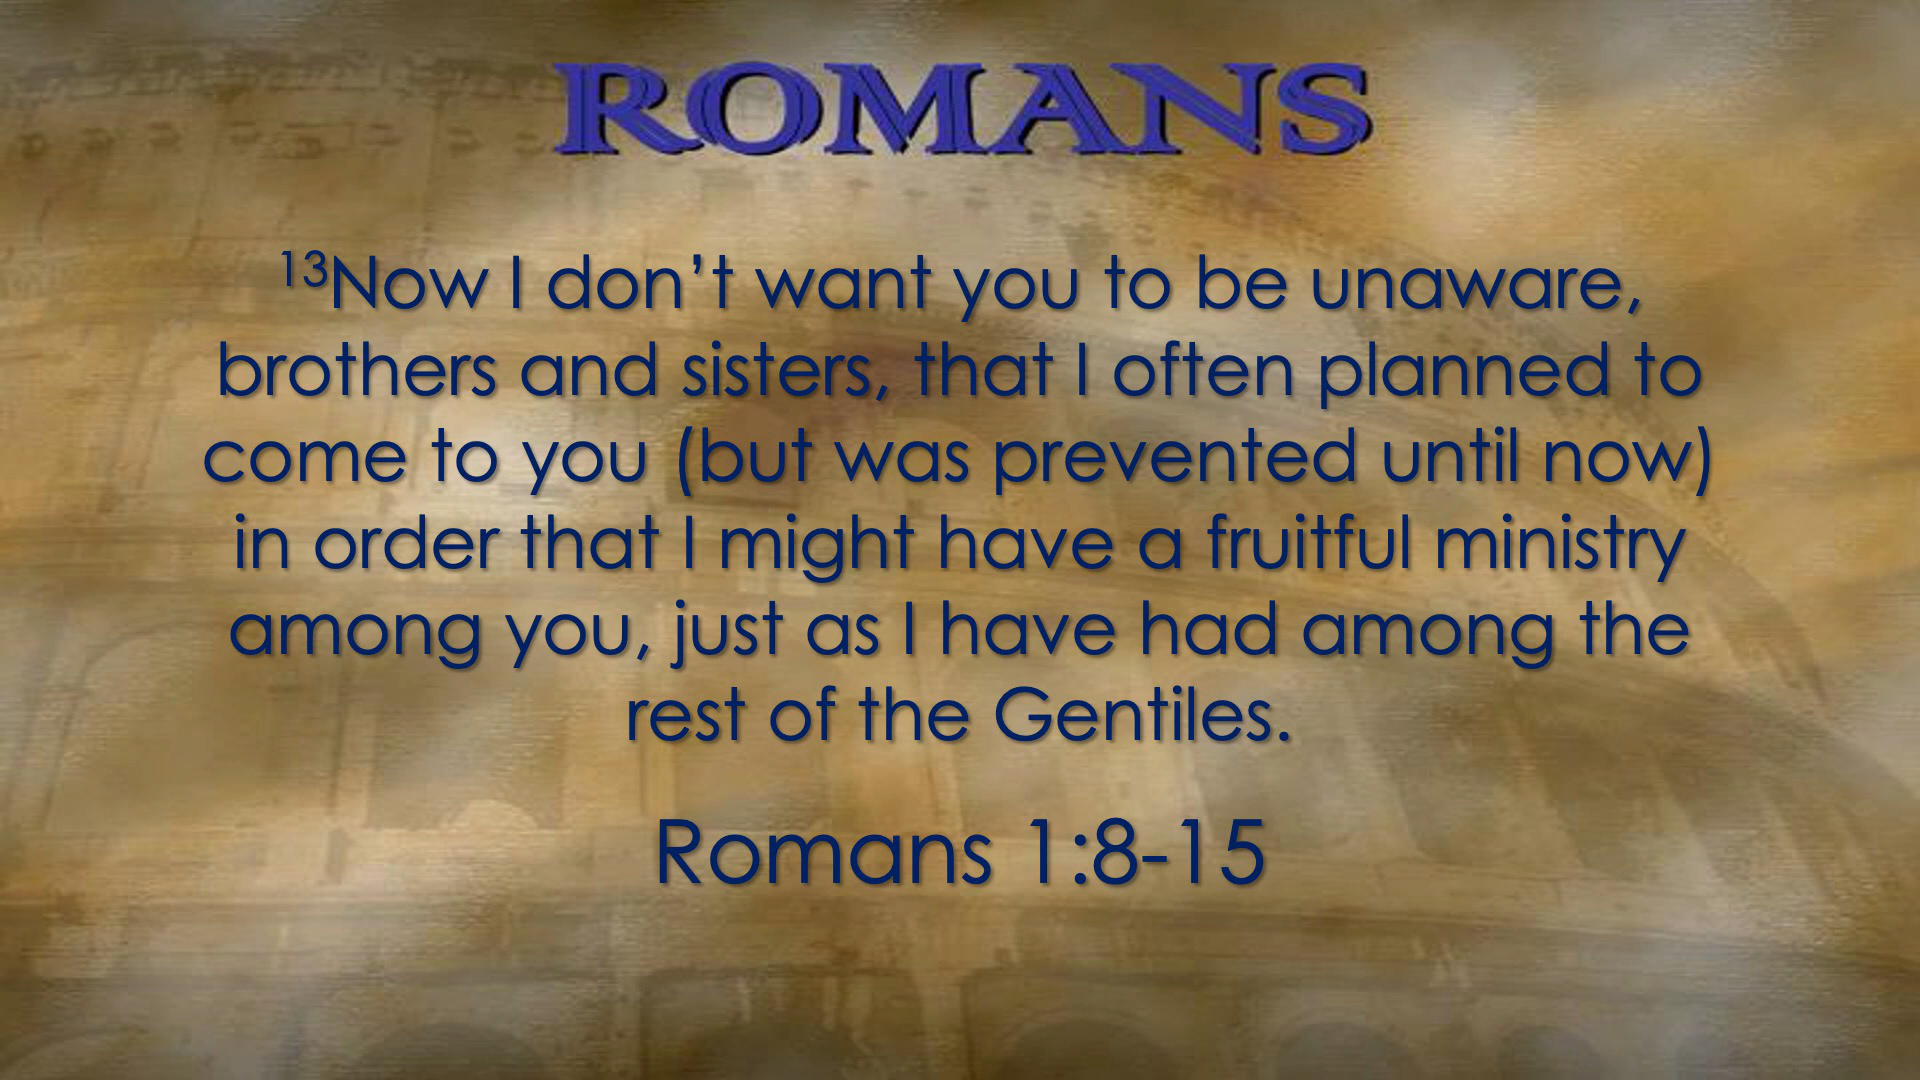 ROMANS
13Now I don’t want you to be unaware,
brothers and sisters, that I often planned to
come to you (but was prevented until now)
in order that I might have a fruitful ministry
among you, just as I have had among the
rest of the Gentiles.
Romans 1:8-15